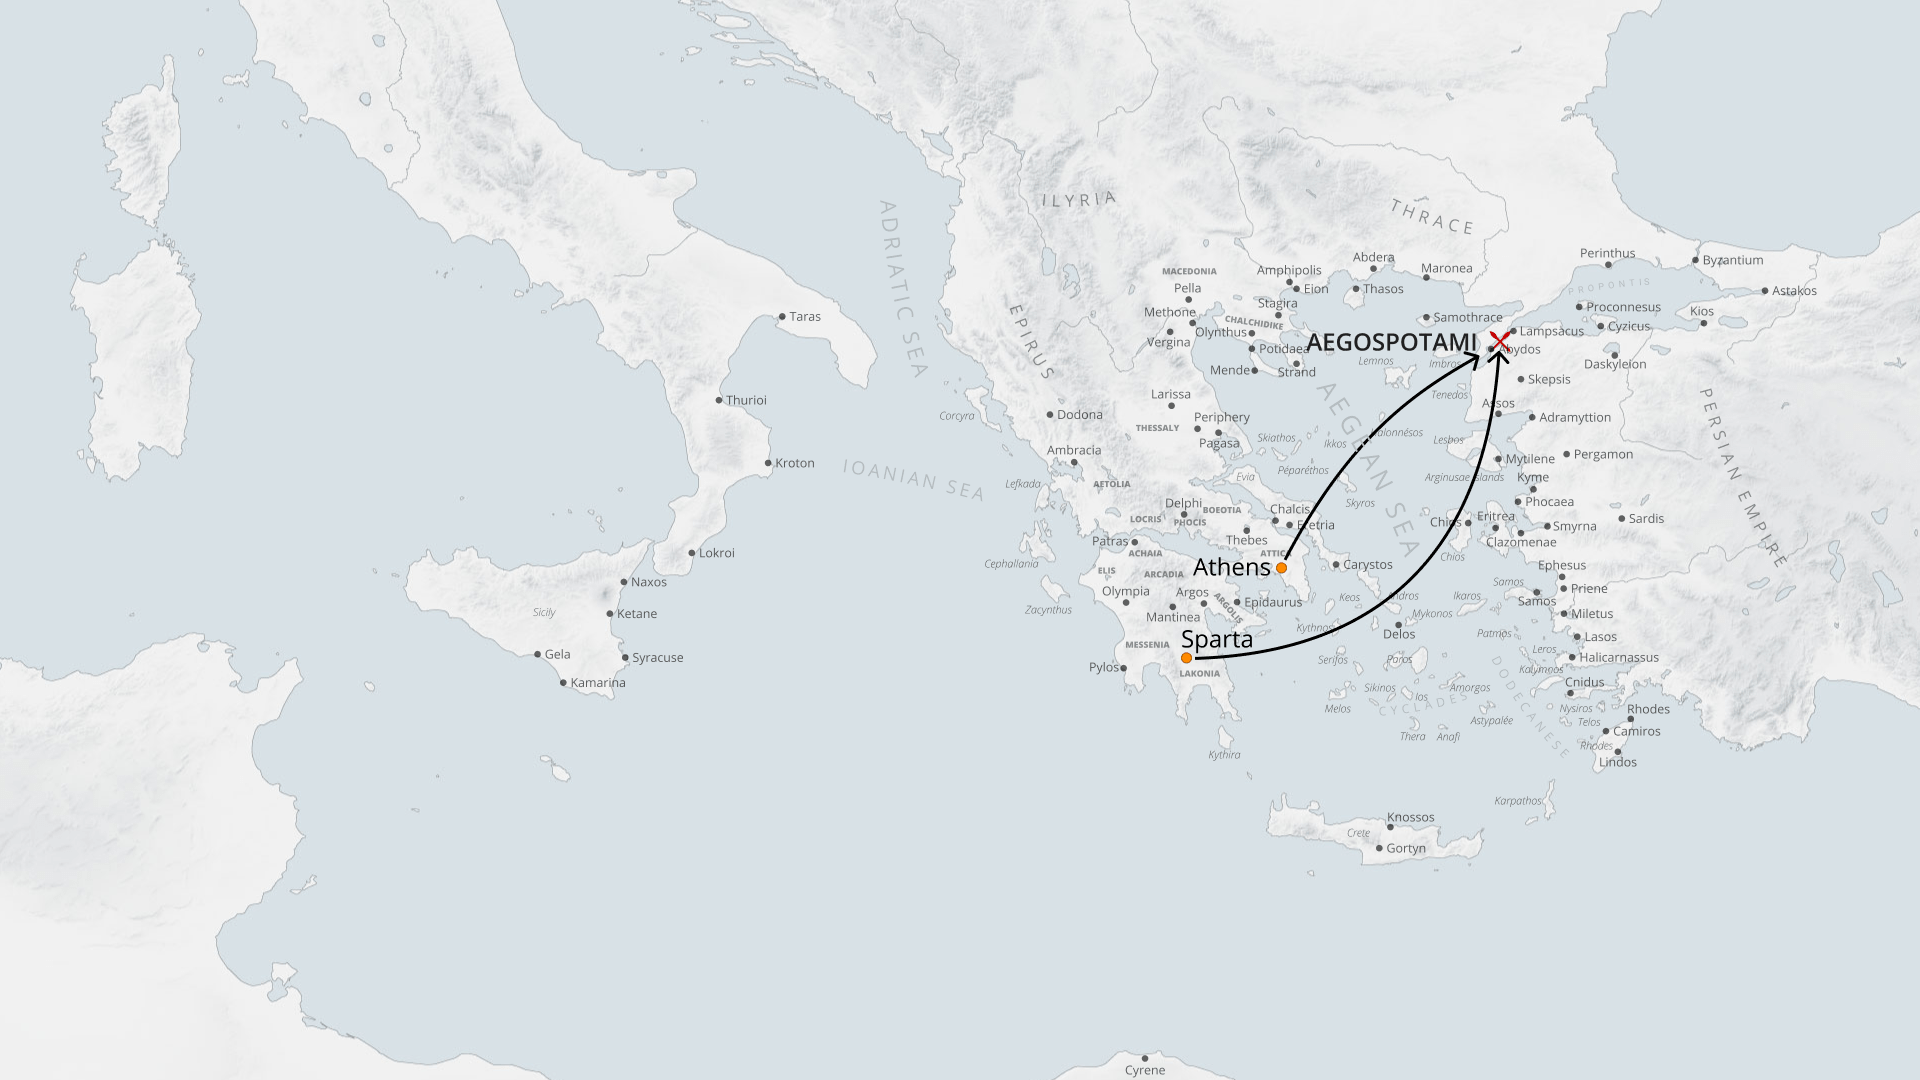 ADRIATIC SEA
ILYRIA
THRACE
Perinthus
Byzantium
Abdera
Maronea
MACEDONIA
Amphipolis
Pella
Eion
Thasos
PROPONTIS
Astakos
Stagira
Methone
Proconnesus
Kios
EPIRUS
Taras
CHALCHIDIKE
Samothrace
Olynthus
Lampsacus
Cyzicus
Vergina
AEGOSPOTAMI
Potidaea
Abydos
Lemnos
Imbros
Daskyleion
Mende
Strand
Skepsis
Larissa
Tenedos
Thurioi
Assos
Corcyra
Dodona
Periphery
Adramyttion
PERSIAN EMPIRE
THESSALY
AEGEAN SEA
Pagasa
Skiathos
Ikkos
Halonnésos
Lesbos
Ambracia
Kroton
IOANIAN SEA
Mytilene
Pergamon
Péparéthos
Lefkada
AETOLIA
Evia
Arginusae Islands
Kyme
Delphi
BOEOTIA
Chalcis
Skyros
Phocaea
LOCRIS
PHOCIS
Eretria
Chios
Eritrea
Smyrna
Sardis
Patras
Thebes
Clazomenae
Lokroi
ACHAIA
ATTICA
Chios
Cephallania
Athens
Carystos
Ephesus
ELIS
ARCADIA
Naxos
Olympia
Argos
ARGOLIS
Epidaurus
Keos
Andros
Ikaros
Samos
Samos
Priene
Sicily
Ketane
Zacynthus
Mantinea
Kythnos
Mykonos
Miletus
Delos
Patmos
Lasos
Sparta
MESSENIA
Leros
Gela
Syracuse
Pylos
Serifos
Paros
Kalymnos
Halicarnassus
LAKONIA
Kamarina
Sikinos
Ios
Amorgos
Cnidus
Melos
CYCLADES
DODECANESE
Nysiros
Rhodes
Astypalée
Telos
Thera
Anafi
Camiros
Kythira
Rhodes
Lindos
Karpathos
Knossos
Crete
Gortyn
Cyrene